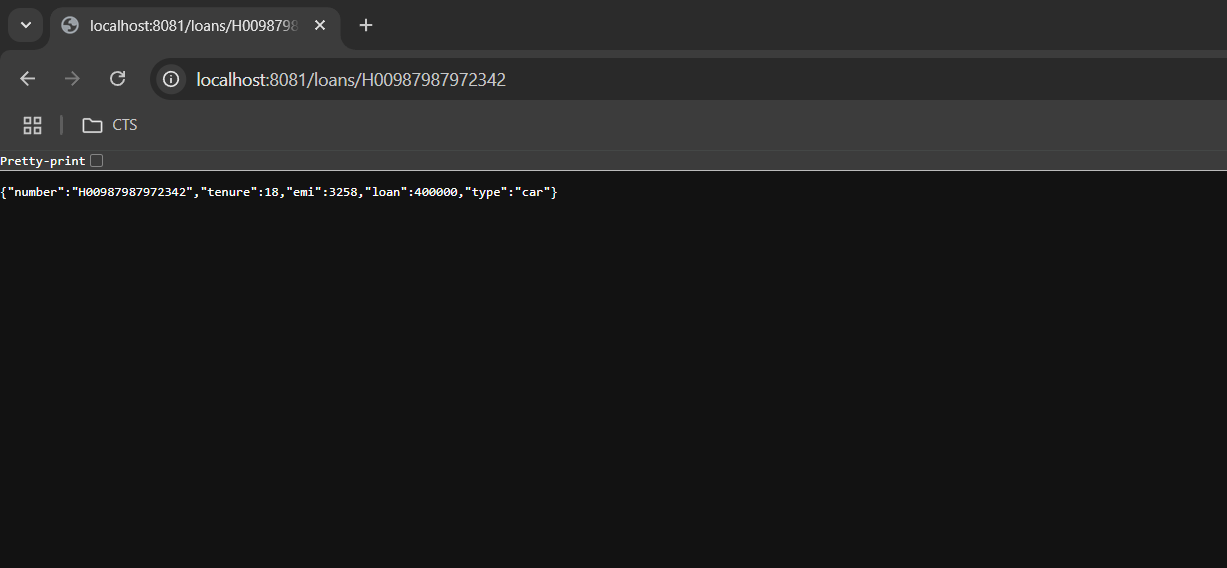 localhost:8081/loans/H0098798
localhost:8081/loans/H00987987972342
CTS
Pretty-print
{"number":"H00987987972342","tenure":18,"emi":3258,"loan":400000,"type":"car"}